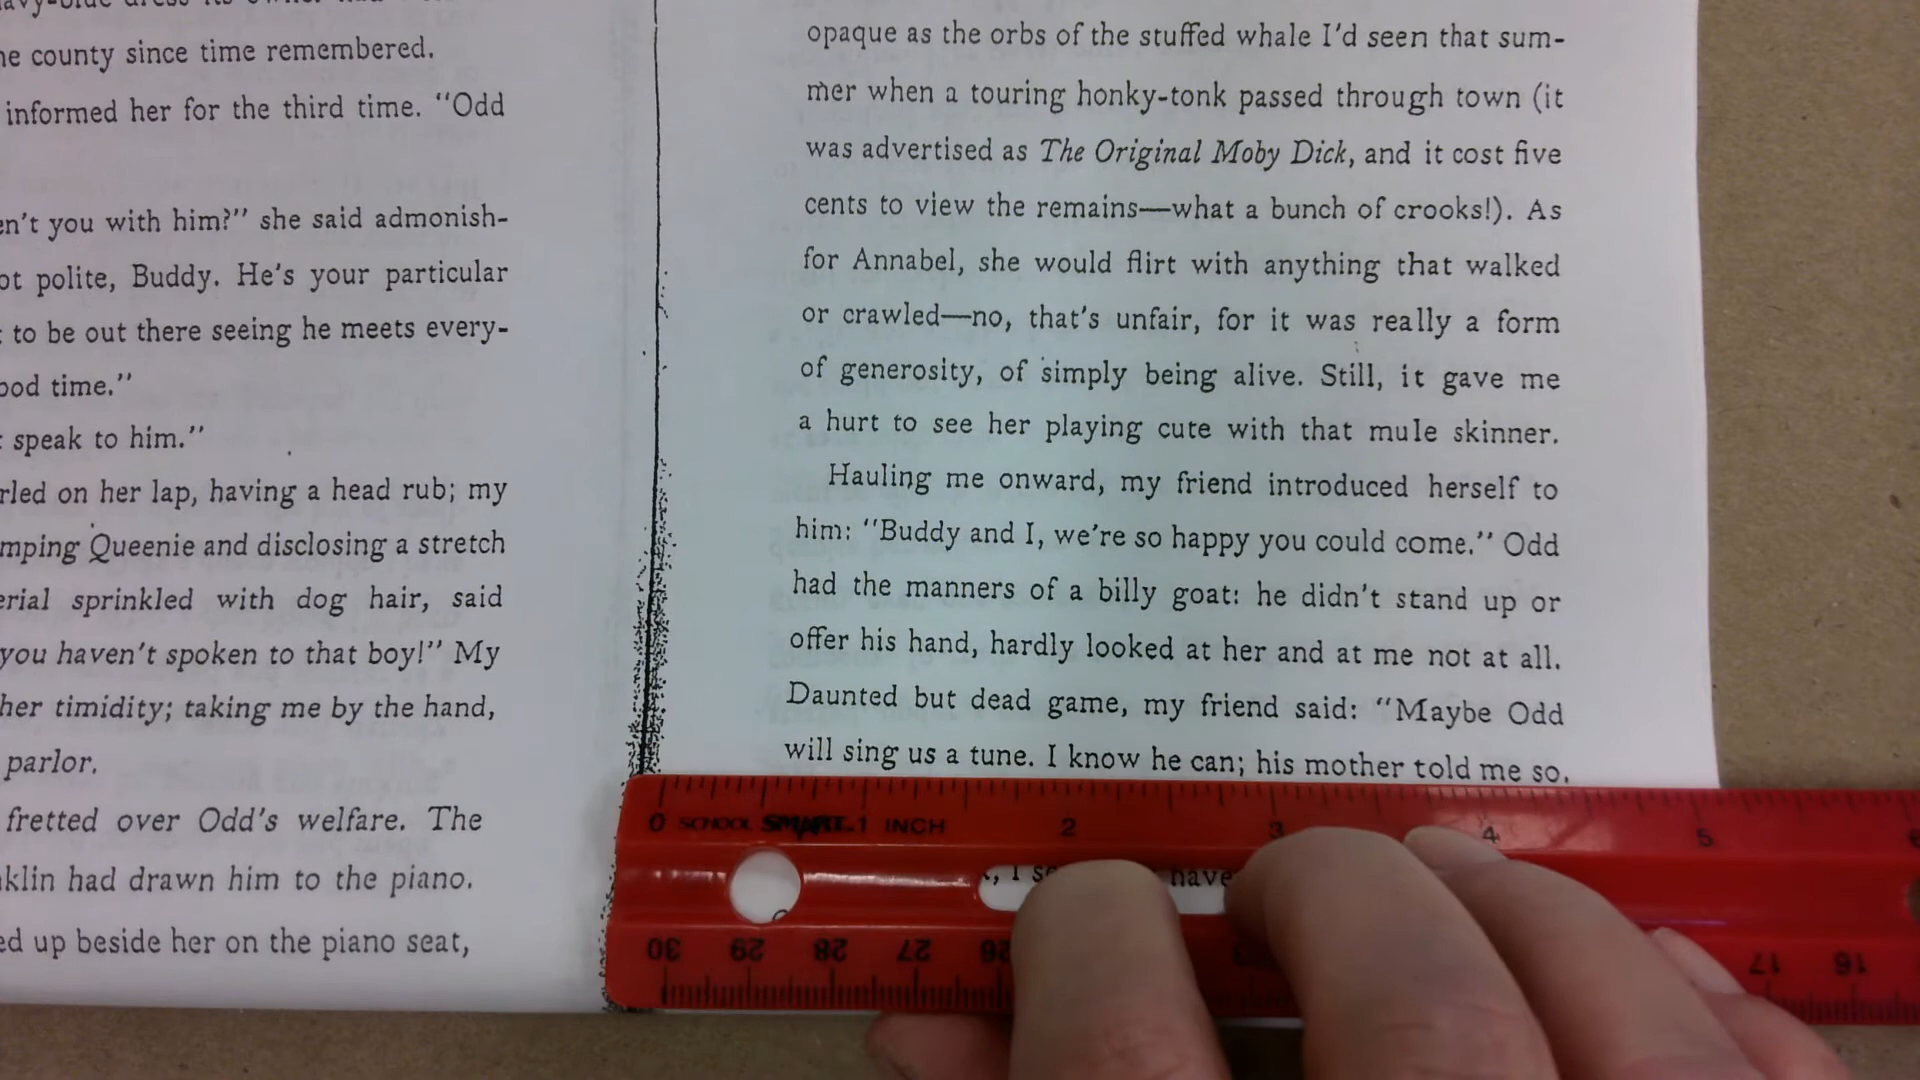 dress its owner had
county since time remembered.
informed her for the third time. “Odd
you with him?” she said admonish-
polite, Buddy. He's your particular
to be out there seeing he meets every-
time.”
speak to him.”
on her lap, having a head rub; my
Queenie and disclosing a stretch
sprinkled with dog hair, said
you haven't spoken to that boy!” My
her timidity; taking me by the hand,
parlor.
fretted over Odd's welfare. The
had drawn him to the piano.
up beside her on the piano seat,
opaque as the orbs of the stuffed whale I'd seen that sum-
mer when a touring honky-tonk passed through town (it
was advertised as The Original Moby Dick, and it cost five
cents to view the remains—what a bunch of crooks!). As
for Annabel, she would flirt with anything that walked
or crawled—no, that's unfair, for it was really a form
of generosity, of simply being alive. Still, it gave me
a hurt to see her playing cute with that mule skinner.
Hauling me onward, my friend introduced herself to
him: “Buddy and I, we're so happy you could come.” Odd
had the manners of a billy goat: he didn't stand up or
offer his hand, hardly looked at her and at me not at all.
Daunted but dead game, my friend said: “Maybe Odd
will sing us a tune. I know he can; his mother told me so.
0 SCHOOL SMART 1 INCH 2 3 4 5 6
, I have
30 29 28 27 26 17 16